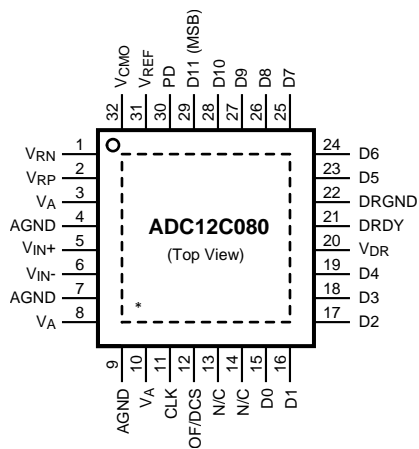 VCMO
VREF
PD
D11 (MSB)
D10
D9
D8
D7
32
31
30
29
28
27
26
25
VRN 1
VRP 2
VA 3
AGND 4
VIN+ 5
VIN- 6
AGND 7
VA 8
ADC12C080
(Top View)
*
24 D6
23 D5
22 DRGND
21 DRDY
20 VDR
19 D4
18 D3
17 D2
9
10
11
12
13
14
15
16
AGND
VA
CLK
OF/DCS
N/C
N/C
D0
D1